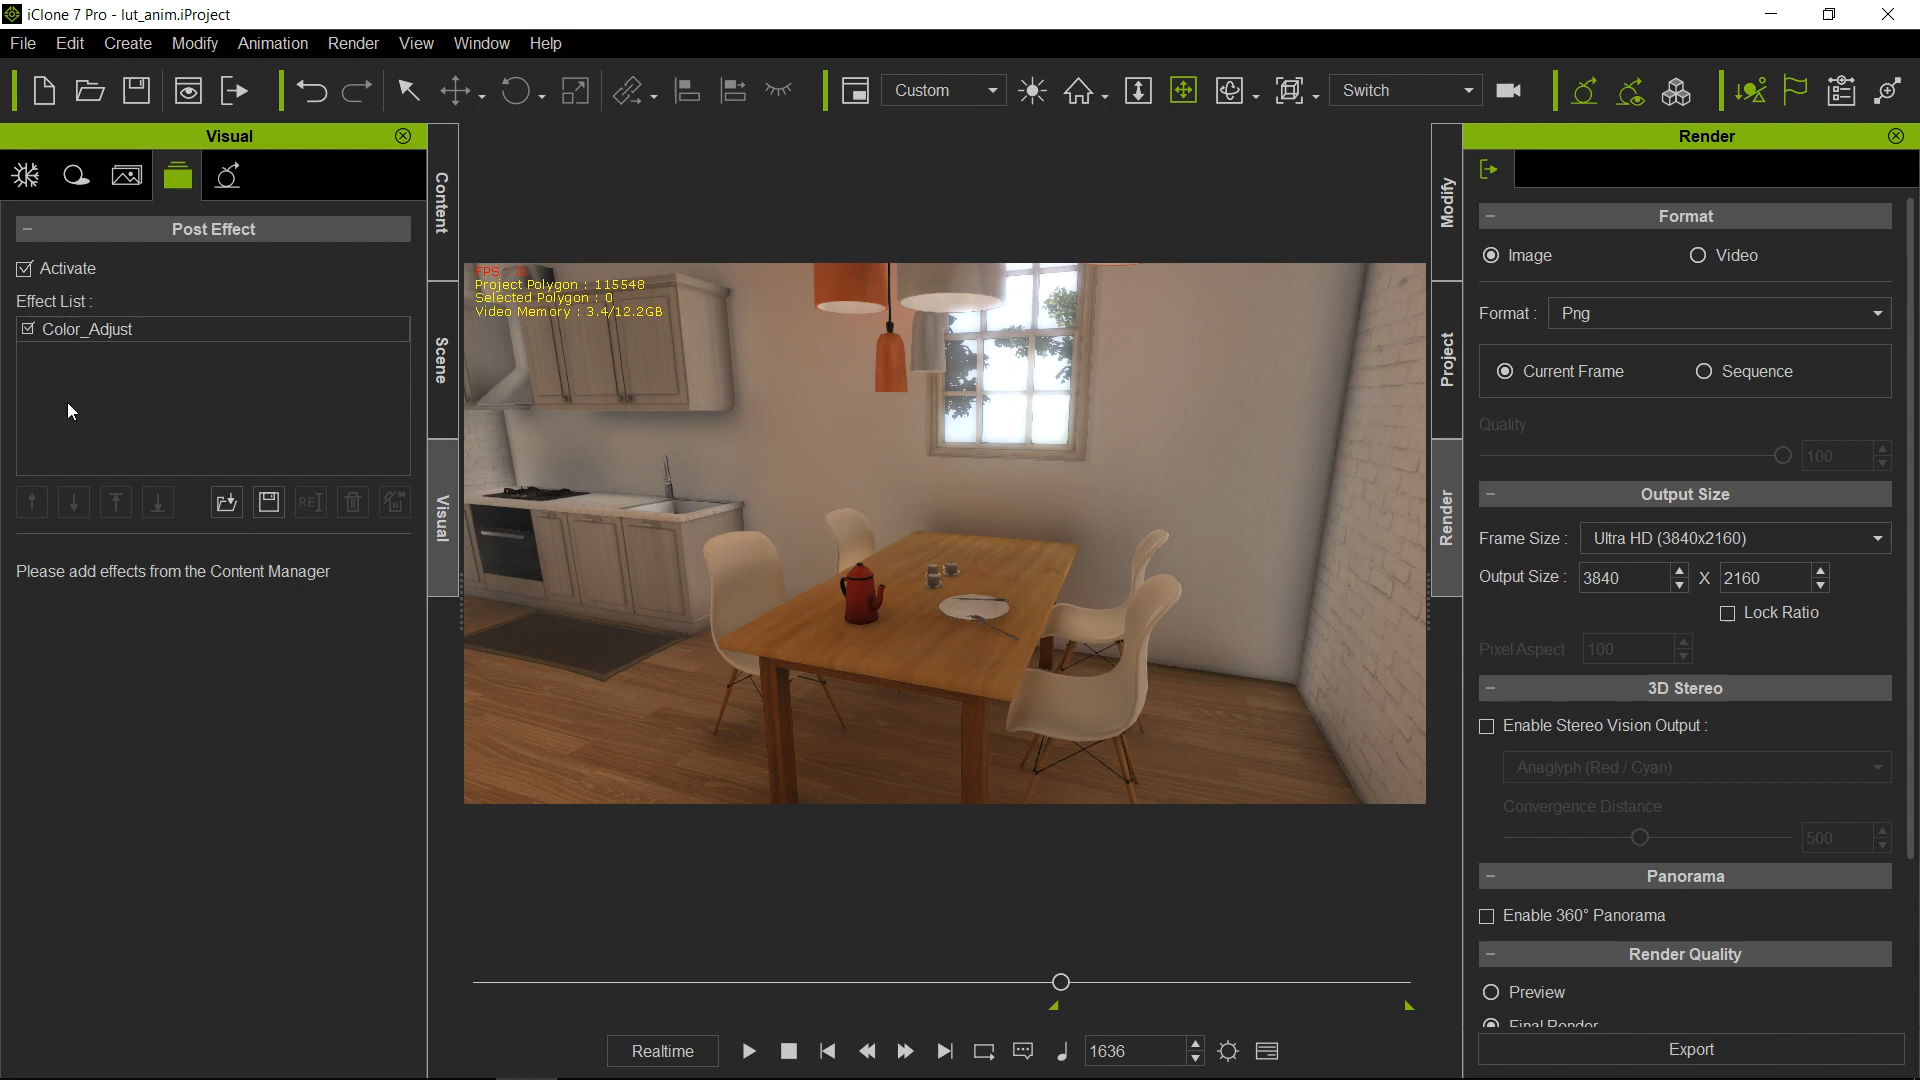 iClone 7 Pro - lut_anim.iProject
File Edit Create Modify Animation Render View Window Help
Custom
Switch
Visual
Post Effect
Activate
Effect List :
Color_Adjust
REI
Please add effects from the Content Manager
Content
Scene
Visual
FPS : 0
Project Polygon : 115548
Selected Polygon : 0
Video Memory : 3.4/12.2GB
Realtime
1636
Modify
Project
Render
Render
Format
Image Video
Format : Png
Current Frame Sequence
Quality
100
Output Size
Frame Size : Ultra HD (3840x2160)
Output Size : 3840 X 2160
Lock Ratio
Pixel Aspect : 100
3D Stereo
Enable Stereo Vision Output :
Anaglyph (Red / Cyan)
Convergence Distance
500
Panorama
Enable 360° Panorama
Render Quality
Preview
Final Render
Export